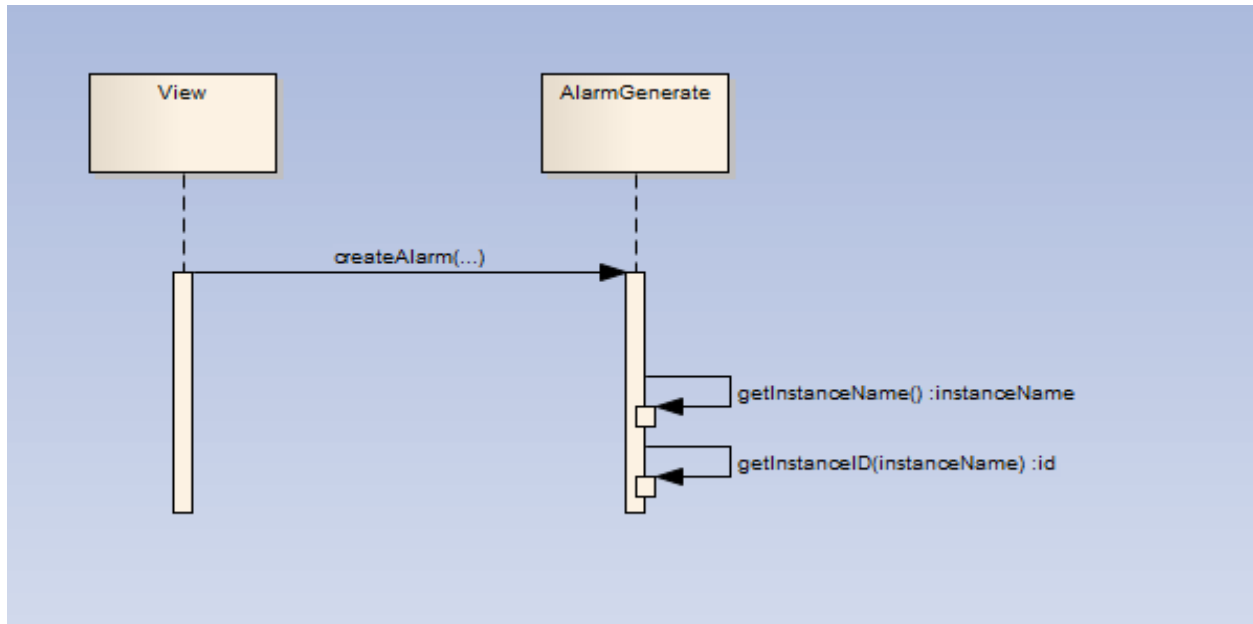 View
AlarmGenerate
createAlarm(...)
getInstanceName() :instanceName
getInstanceID(instanceName) :id